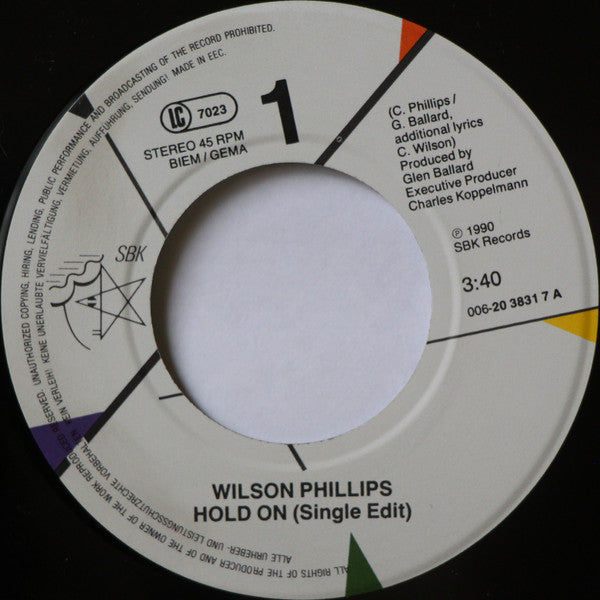 LC 7023
STEREO 45 RPM
BIEM / GEMA
1
(C. Phillips /
G. Ballard,
additional lyrics
C. Wilson)
Produced by
Glen Ballard
Executive Producer
Charles Koppelmann
℗ 1990
SBK Records
3:40
006-20 3831 7 A
SBK
WILSON PHILLIPS
HOLD ON (Single Edit)
ALL RIGHTS OF THE PRODUCER AND OF THE OWNER OF THE WORK REPRODUCED RESERVED. UNAUTHORIZED COPYING, HIRING, LENDING, PUBLIC PERFORMANCE AND BROADCASTING OF THE RECORD PROHIBITED.
ALLE URHEBER- UND LEISTUNGSSCHUTZRECHTE VORBEHALTEN KEIN VERLEIH! KEINE UNERLAUBTE VERVIELFÄLTIGUNG, VERMIETUNG, AUFFÜHRUNG, SENDUNG! MADE IN EEC.